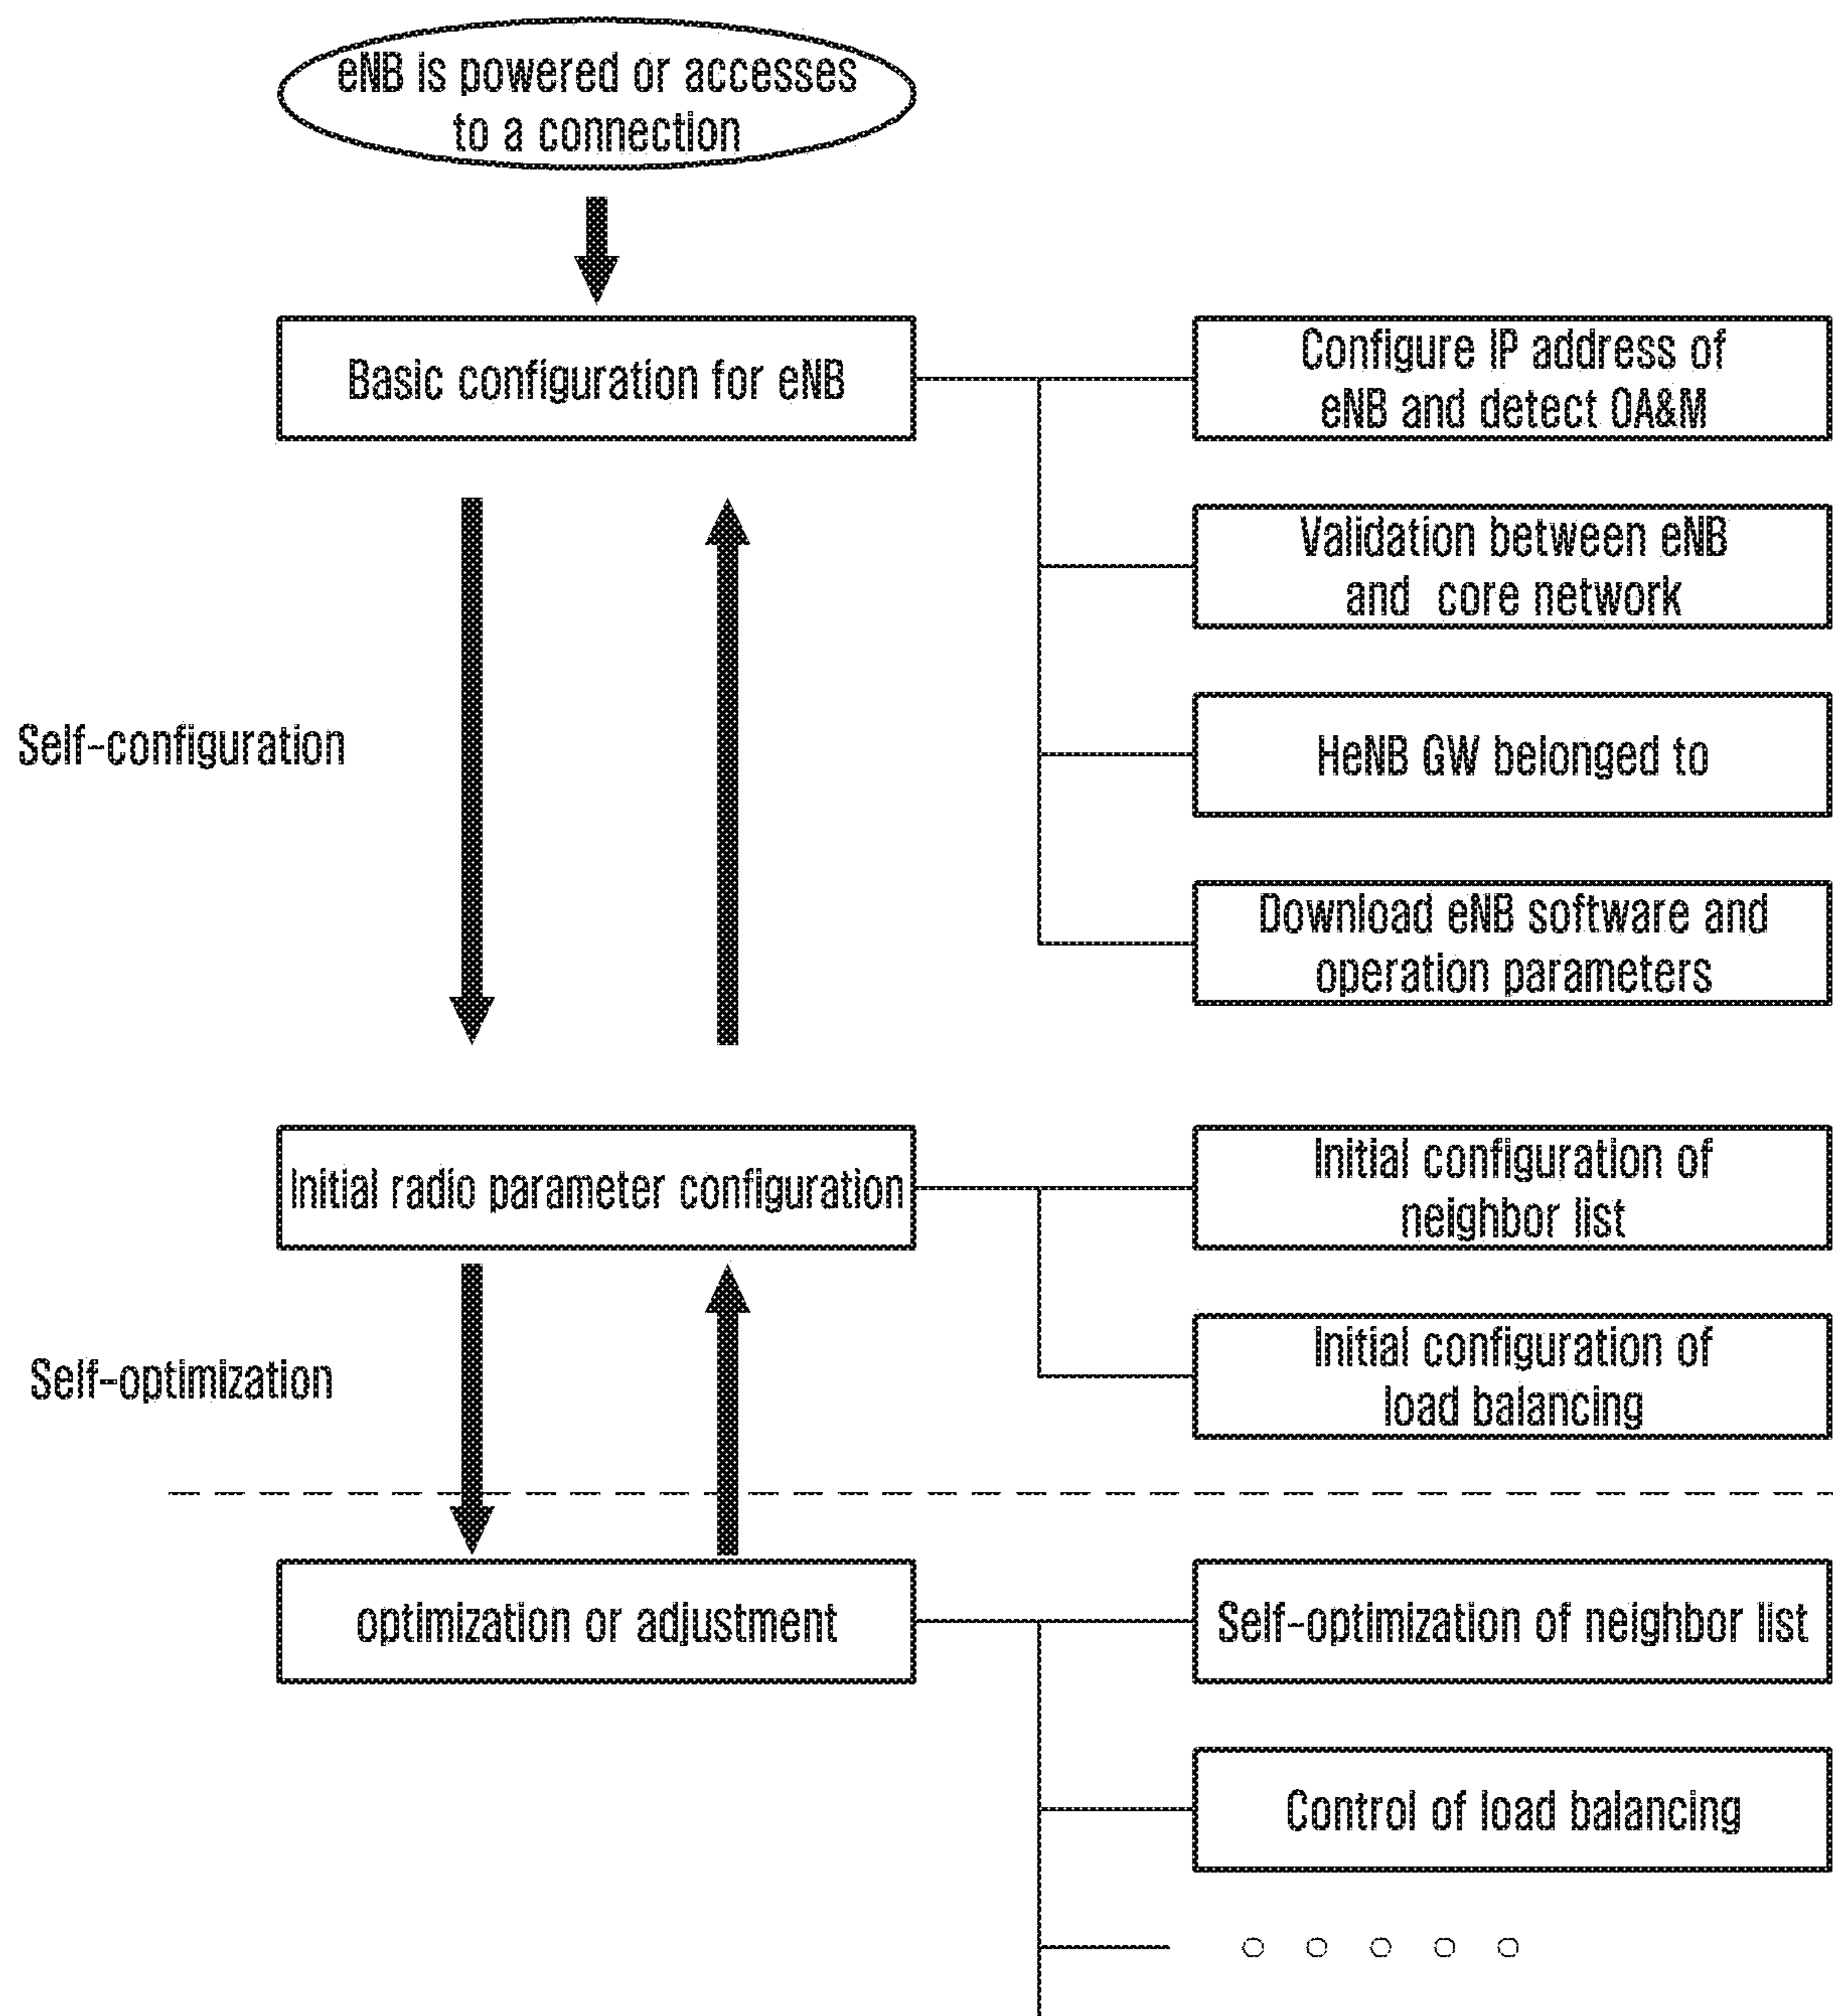 eNB is powered or accesses
to a connection
Basic configuration for eNB
Configure IP address of
eNB and detect OA&M
Validation between eNB
and core network
Self-configuration
HeNB GW belonged to
Download eNB software and
operation parameters
Initial radio parameter configuration
Initial configuration of
neighbor list
Self-optimization
Initial configuration of
load balancing
optimization or adjustment
Self-optimization of neighbor list
Control of load balancing